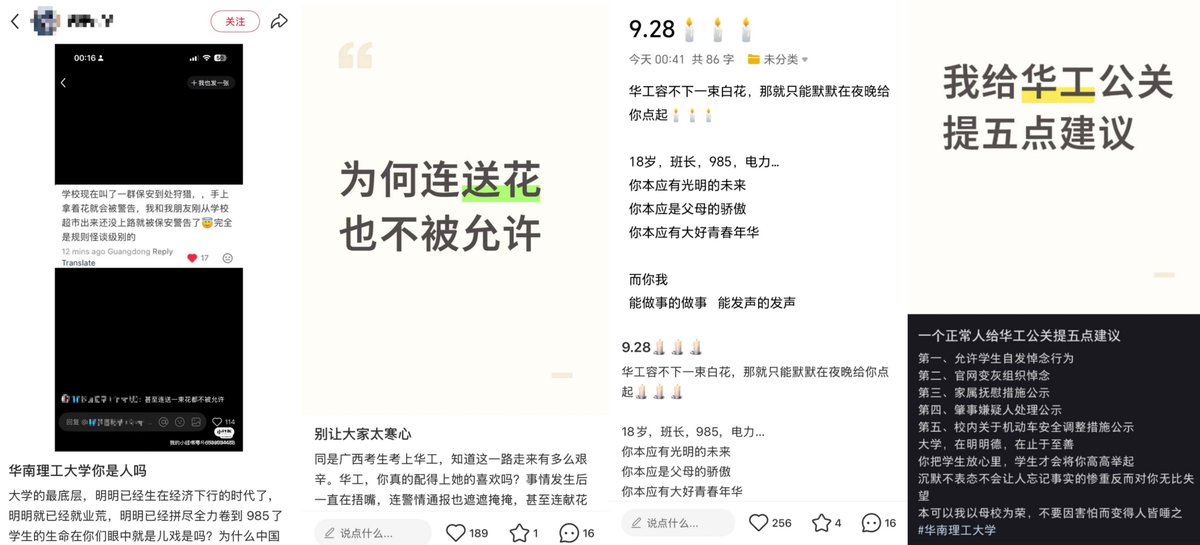 关注
00:16
+ 我也发一张
学校现在叫了一群保安到处狩猎，，手上
拿着花就会被警告，我和我朋友刚从学校
超市出来还没上路就被保安警告了😇完全
是规则怪谈级别的
12 mins ago Guangdong Reply
Translate
17
：甚至连送一束花都不被允许
回复 @
114
小红书
华南理工大学你是人吗
大学的最底层，明明已经生在经济下行的时代了，
明明就已经就业荒，明明已经拼尽全力卷到 985了
学生的生命在你们眼中就是儿戏是吗？为什么中国
为何连送花
也不被允许
别让大家太寒心
同是广西考生考上华工，知道这一路走来有多么艰
辛。华工，你真的配得上她的喜欢吗？事情发生后
一直在捂嘴，连警情通报也遮遮掩掩，甚至连献花
说点什么...
189
1
16
9.28🕯️🕯️🕯️
今天 00:41 共 86 字 未分类
华工容不下一束白花，那就只能默默在夜晚给
你点起🕯️🕯️🕯️
18岁，班长，985，电力...
你本应有光明的未来
你本应是父母的骄傲
你本应有大好青春年华
而你我
能做事的做事 能发声的发声
9.28🕯️🕯️🕯️
华工容不下一束白花，那就只能默默在夜晚给你点
起🕯️🕯️🕯️
18岁，班长，985，电力...
你本应有光明的未来
你本应是父母的骄傲
你本应有大好青春年华
说点什么...
256
4
16
我给华工公关
提五点建议
一个正常人给华工公关提五点建议
第一、允许学生自发悼念行为
第二、官网变灰组织悼念
第三、家属抚慰措施公示
第四、肇事嫌疑人处理公示
第五、校内关于机动车安全调整措施公示
大学，在明明德，在止于至善
你把学生放心里，学生才会将你高高举起
沉默不表态不会让人忘记事实的惨重反而对你无比失
望
本可以我以母校为荣，不要因害怕而变得人皆唾之
#华南理工大学